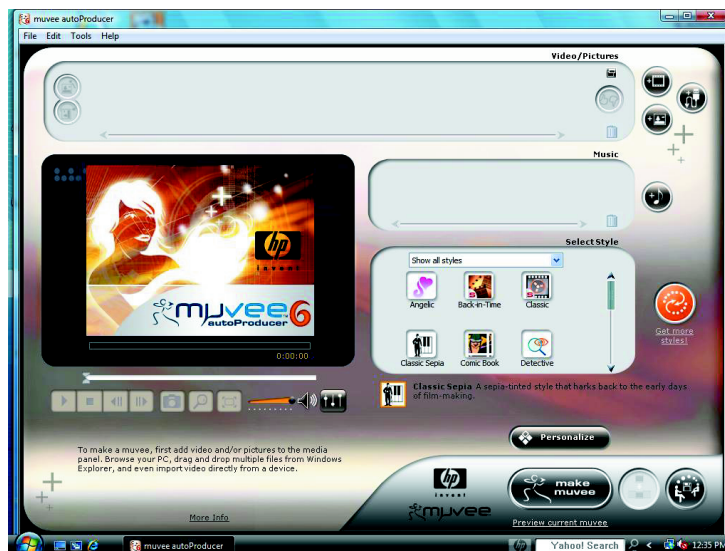 muvee autoProducer
File Edit Tools Help
Video/Pictures
Music
hp
invent
muvee 6
autoProducer
0:00:00
Select Style
Show all styles
Angelic Back-in-Time Classic
Classic Sepia Comic Book Detective
Get more
styles!
Classic Sepia A sepia-tinted style that harks back to the early days
of film-making.
Personalize
To make a muvee, first add video and/or pictures to the media
panel. Browse your PC, drag and drop multiple files from Windows
Explorer, and even import video directly from a device.
More Info
hp
invent
muvee
make
muvee
Preview current muvee
muvee autoProducer
hp
Yahoo! Search
12:35 PM